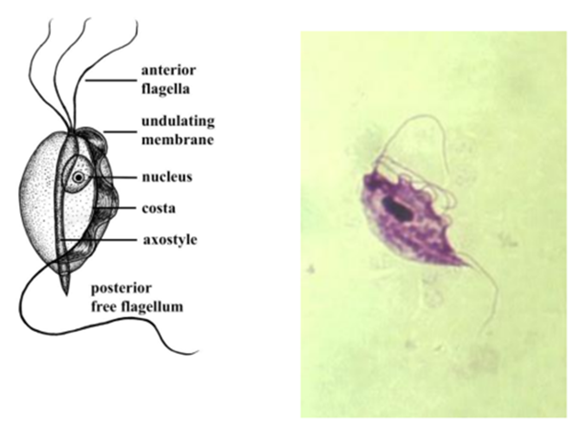 anterior
flagella
undulating
membrane
nucleus
costa
axostyle
posterior
free flagellum